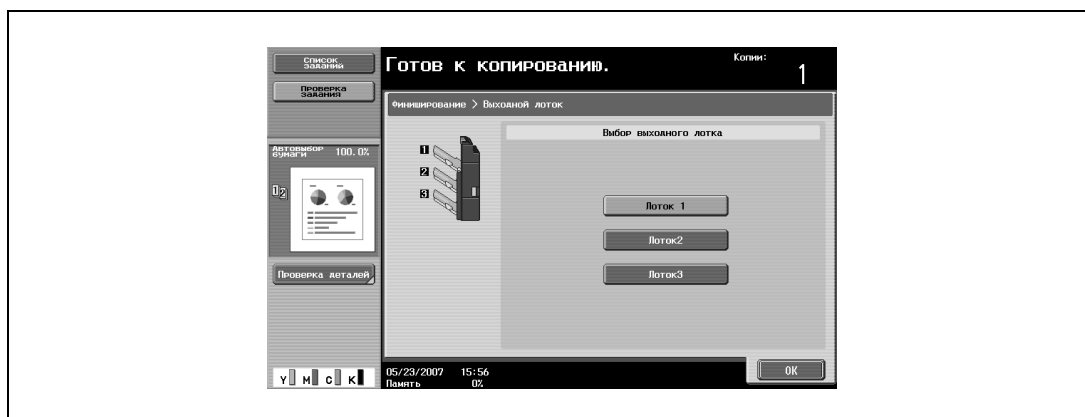 Список
заданий
Готов к копированию.
Копии:
1
Проверка
задания
Финиширование > Выходной лоток
Выбор выходного лотка
Автовыбор
бумаги 100.0%
1
2
3
12
Лоток 1
Лоток2
Лоток3
Проверка деталей
Y M C K
05/23/2007 15:56
Память 0%
OK